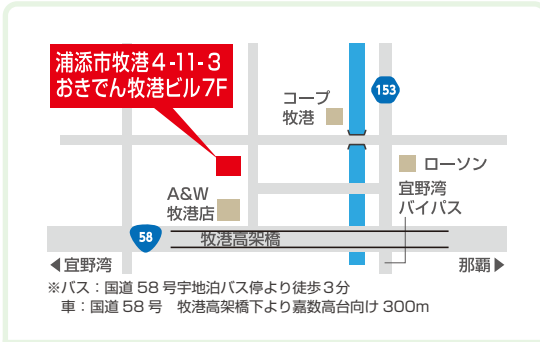 浦添市牧港4-11-3
おきでん牧港ビル7F
コープ
牧港
153
ローソン
A&W
牧港店
宜野湾
バイパス
58
牧港高架橋
◀宜野湾
那覇▶
※バス：国道58号宇地泊バス停より徒歩3分
車：国道58号　牧港高架橋下より嘉数高台向け300m